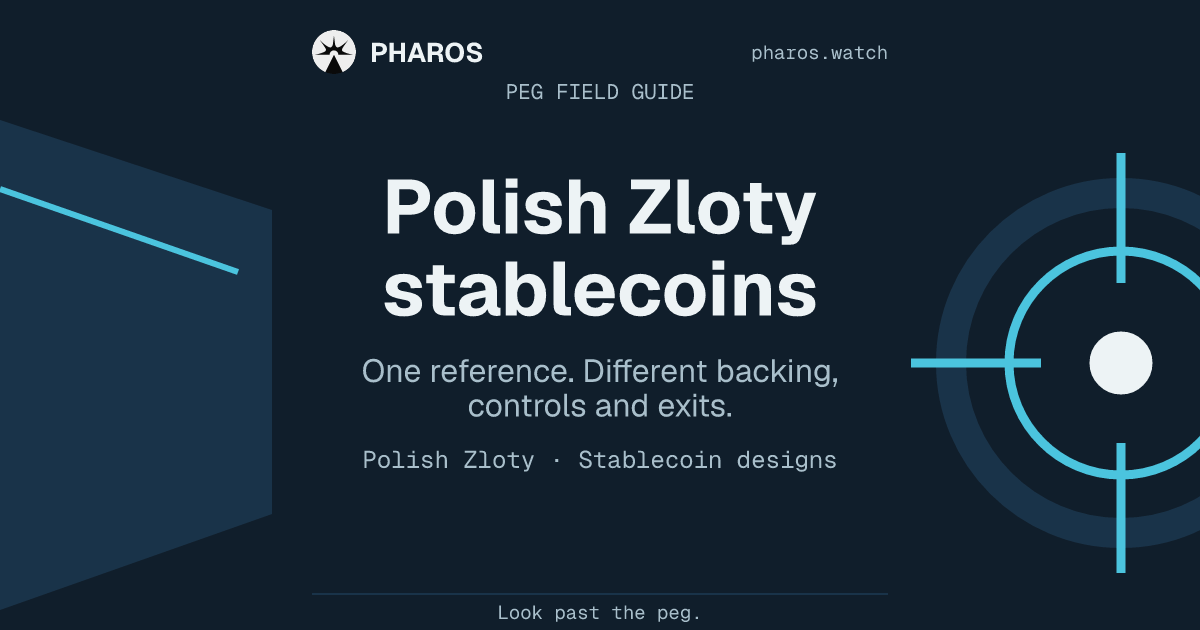 PHAROS
pharos.watch
PEG FIELD GUIDE
Polish Zloty
stablecoins
One reference. Different backing,
controls and exits.
Polish Zloty · Stablecoin designs
Look past the peg.